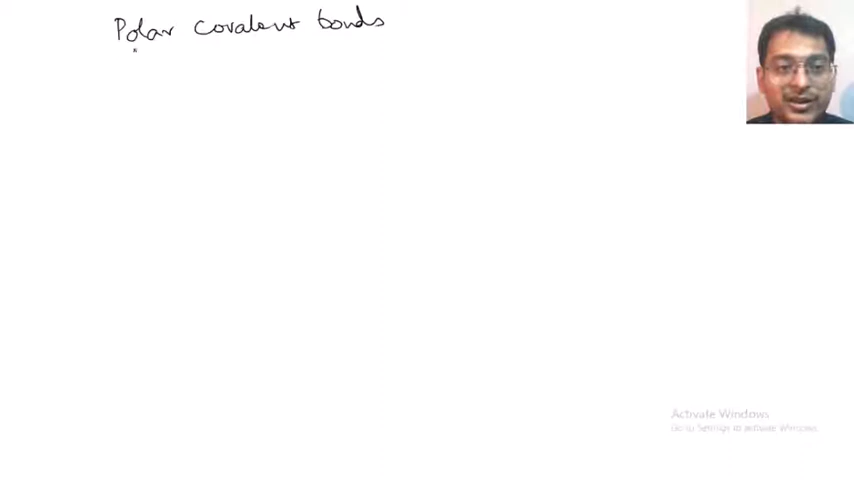 Polar covalent bonds
Activate Windows
Go to Settings to activate Windows.